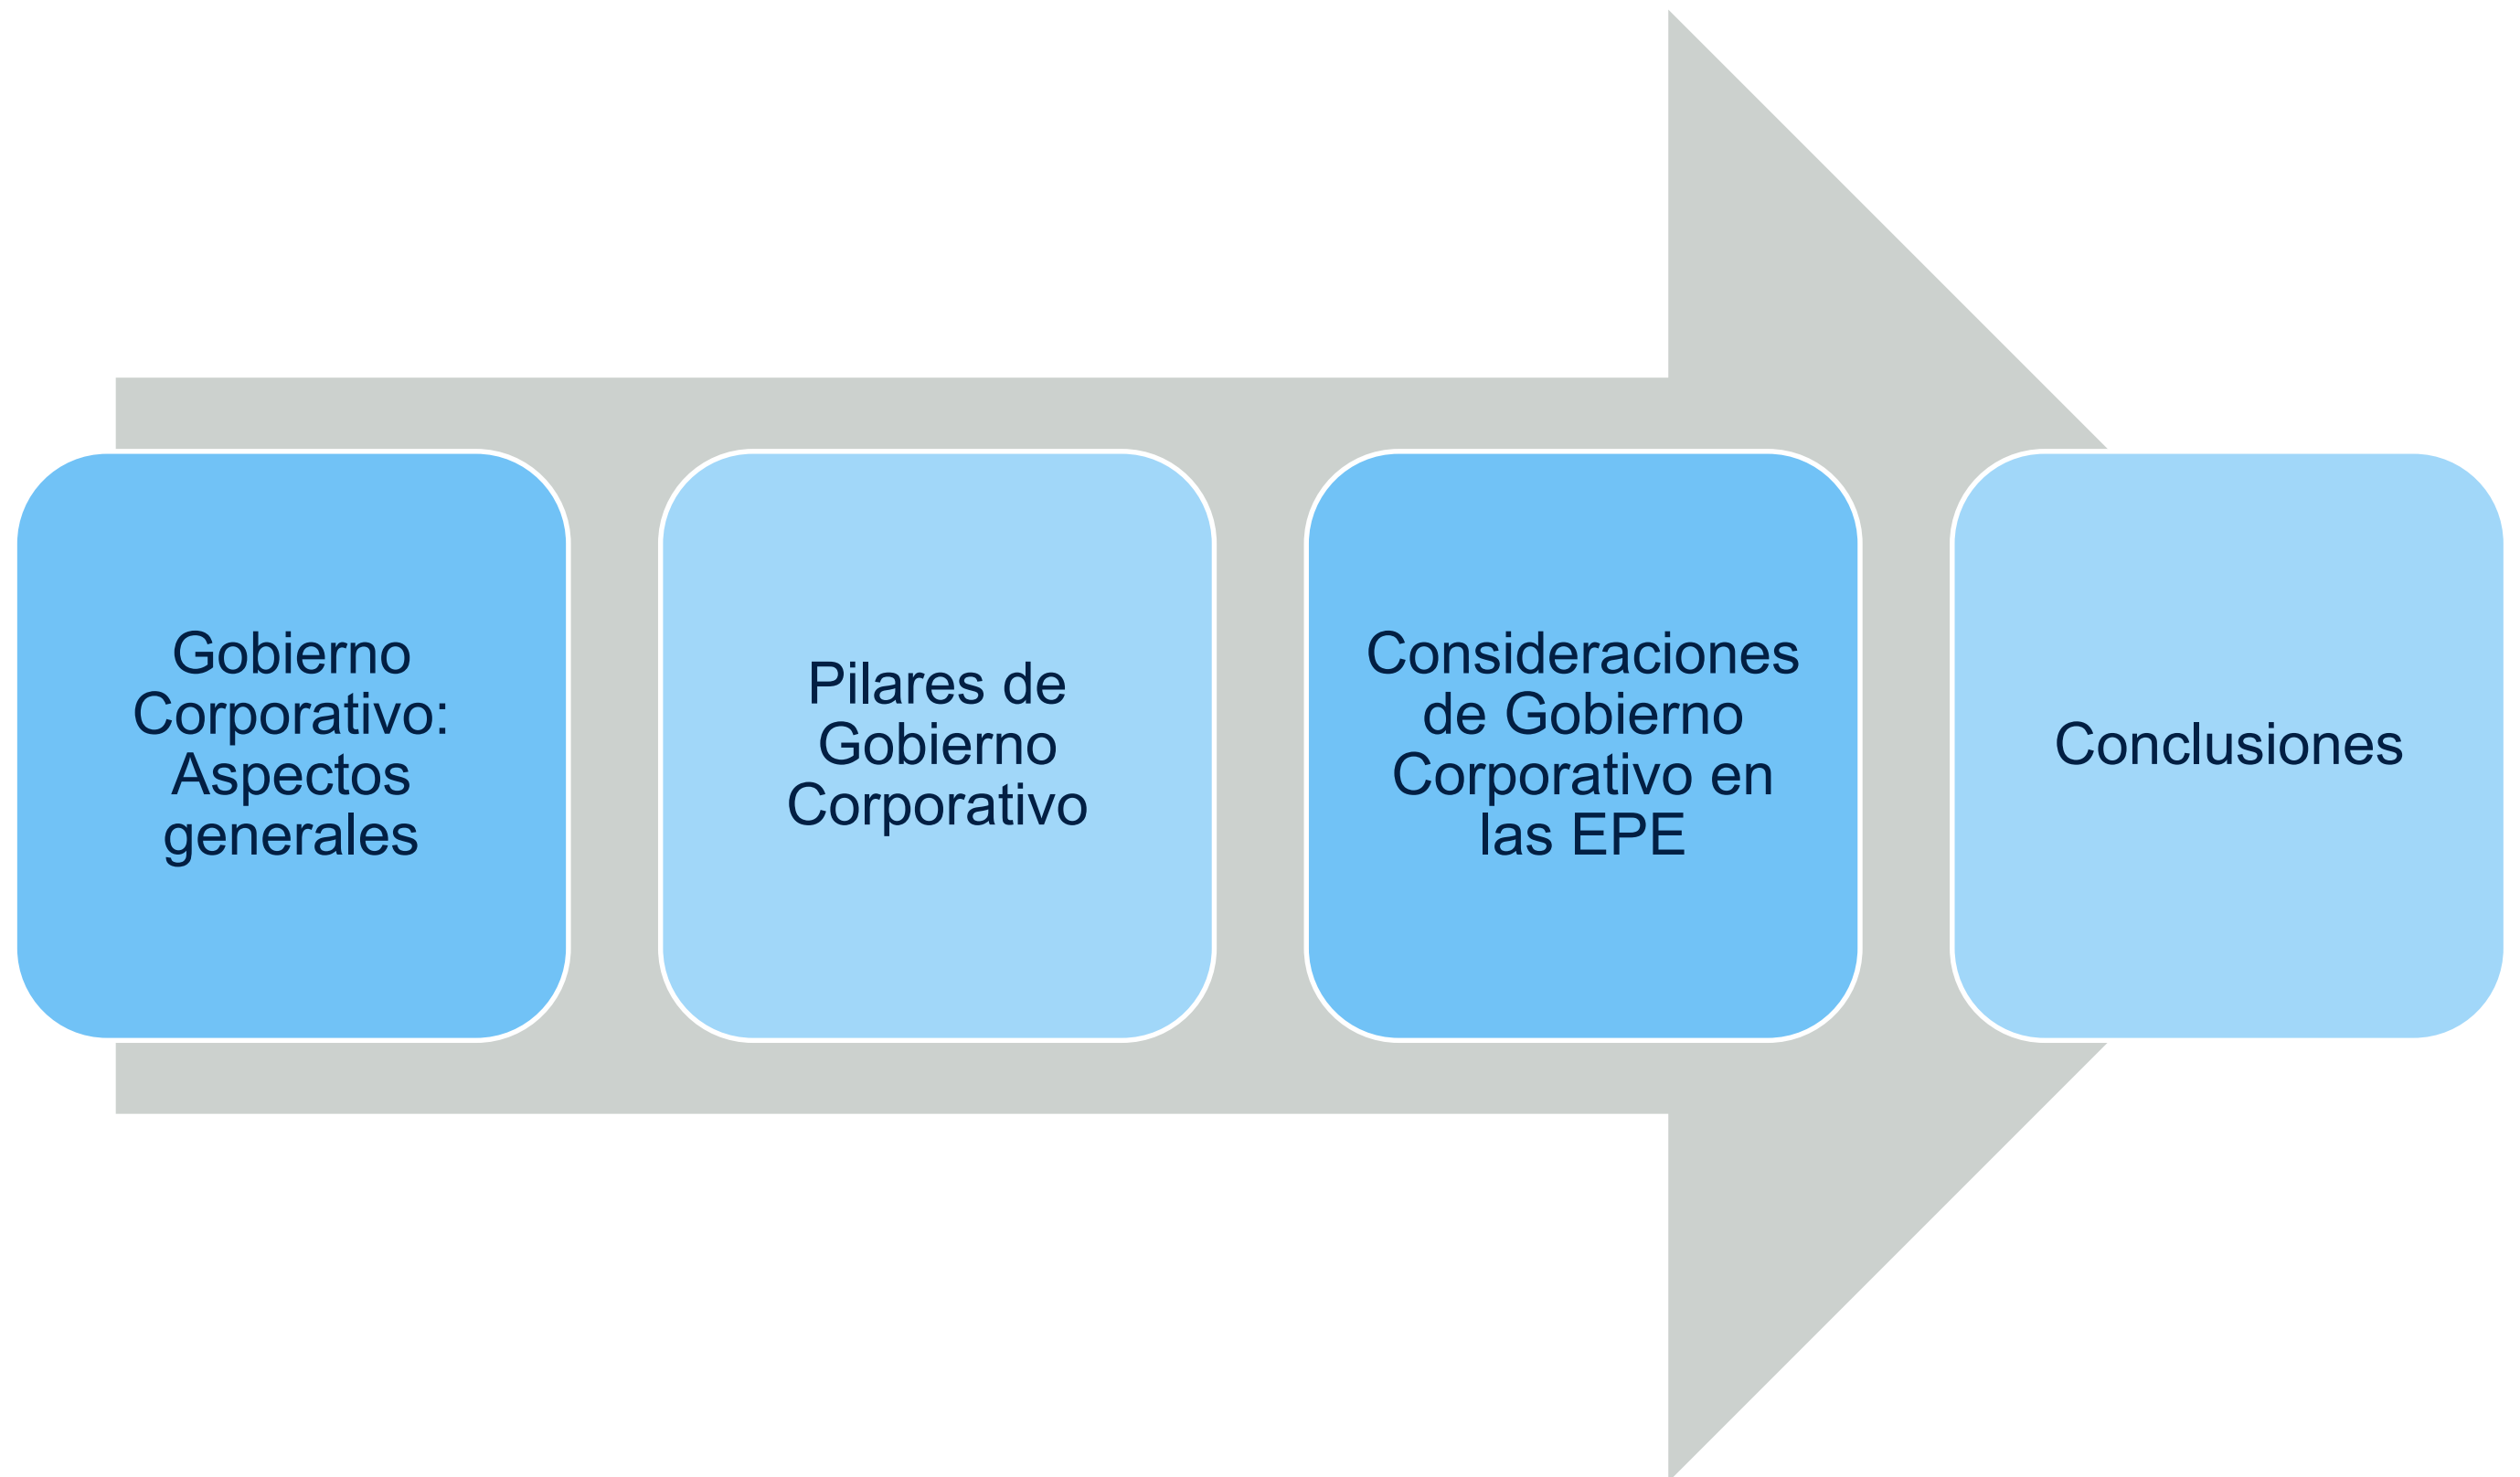 Gobierno
Corporativo:
Aspectos
generales
Pilares de
Gobierno
Corporativo
Consideraciones
de Gobierno
Corporativo en
las EPE
Conclusiones